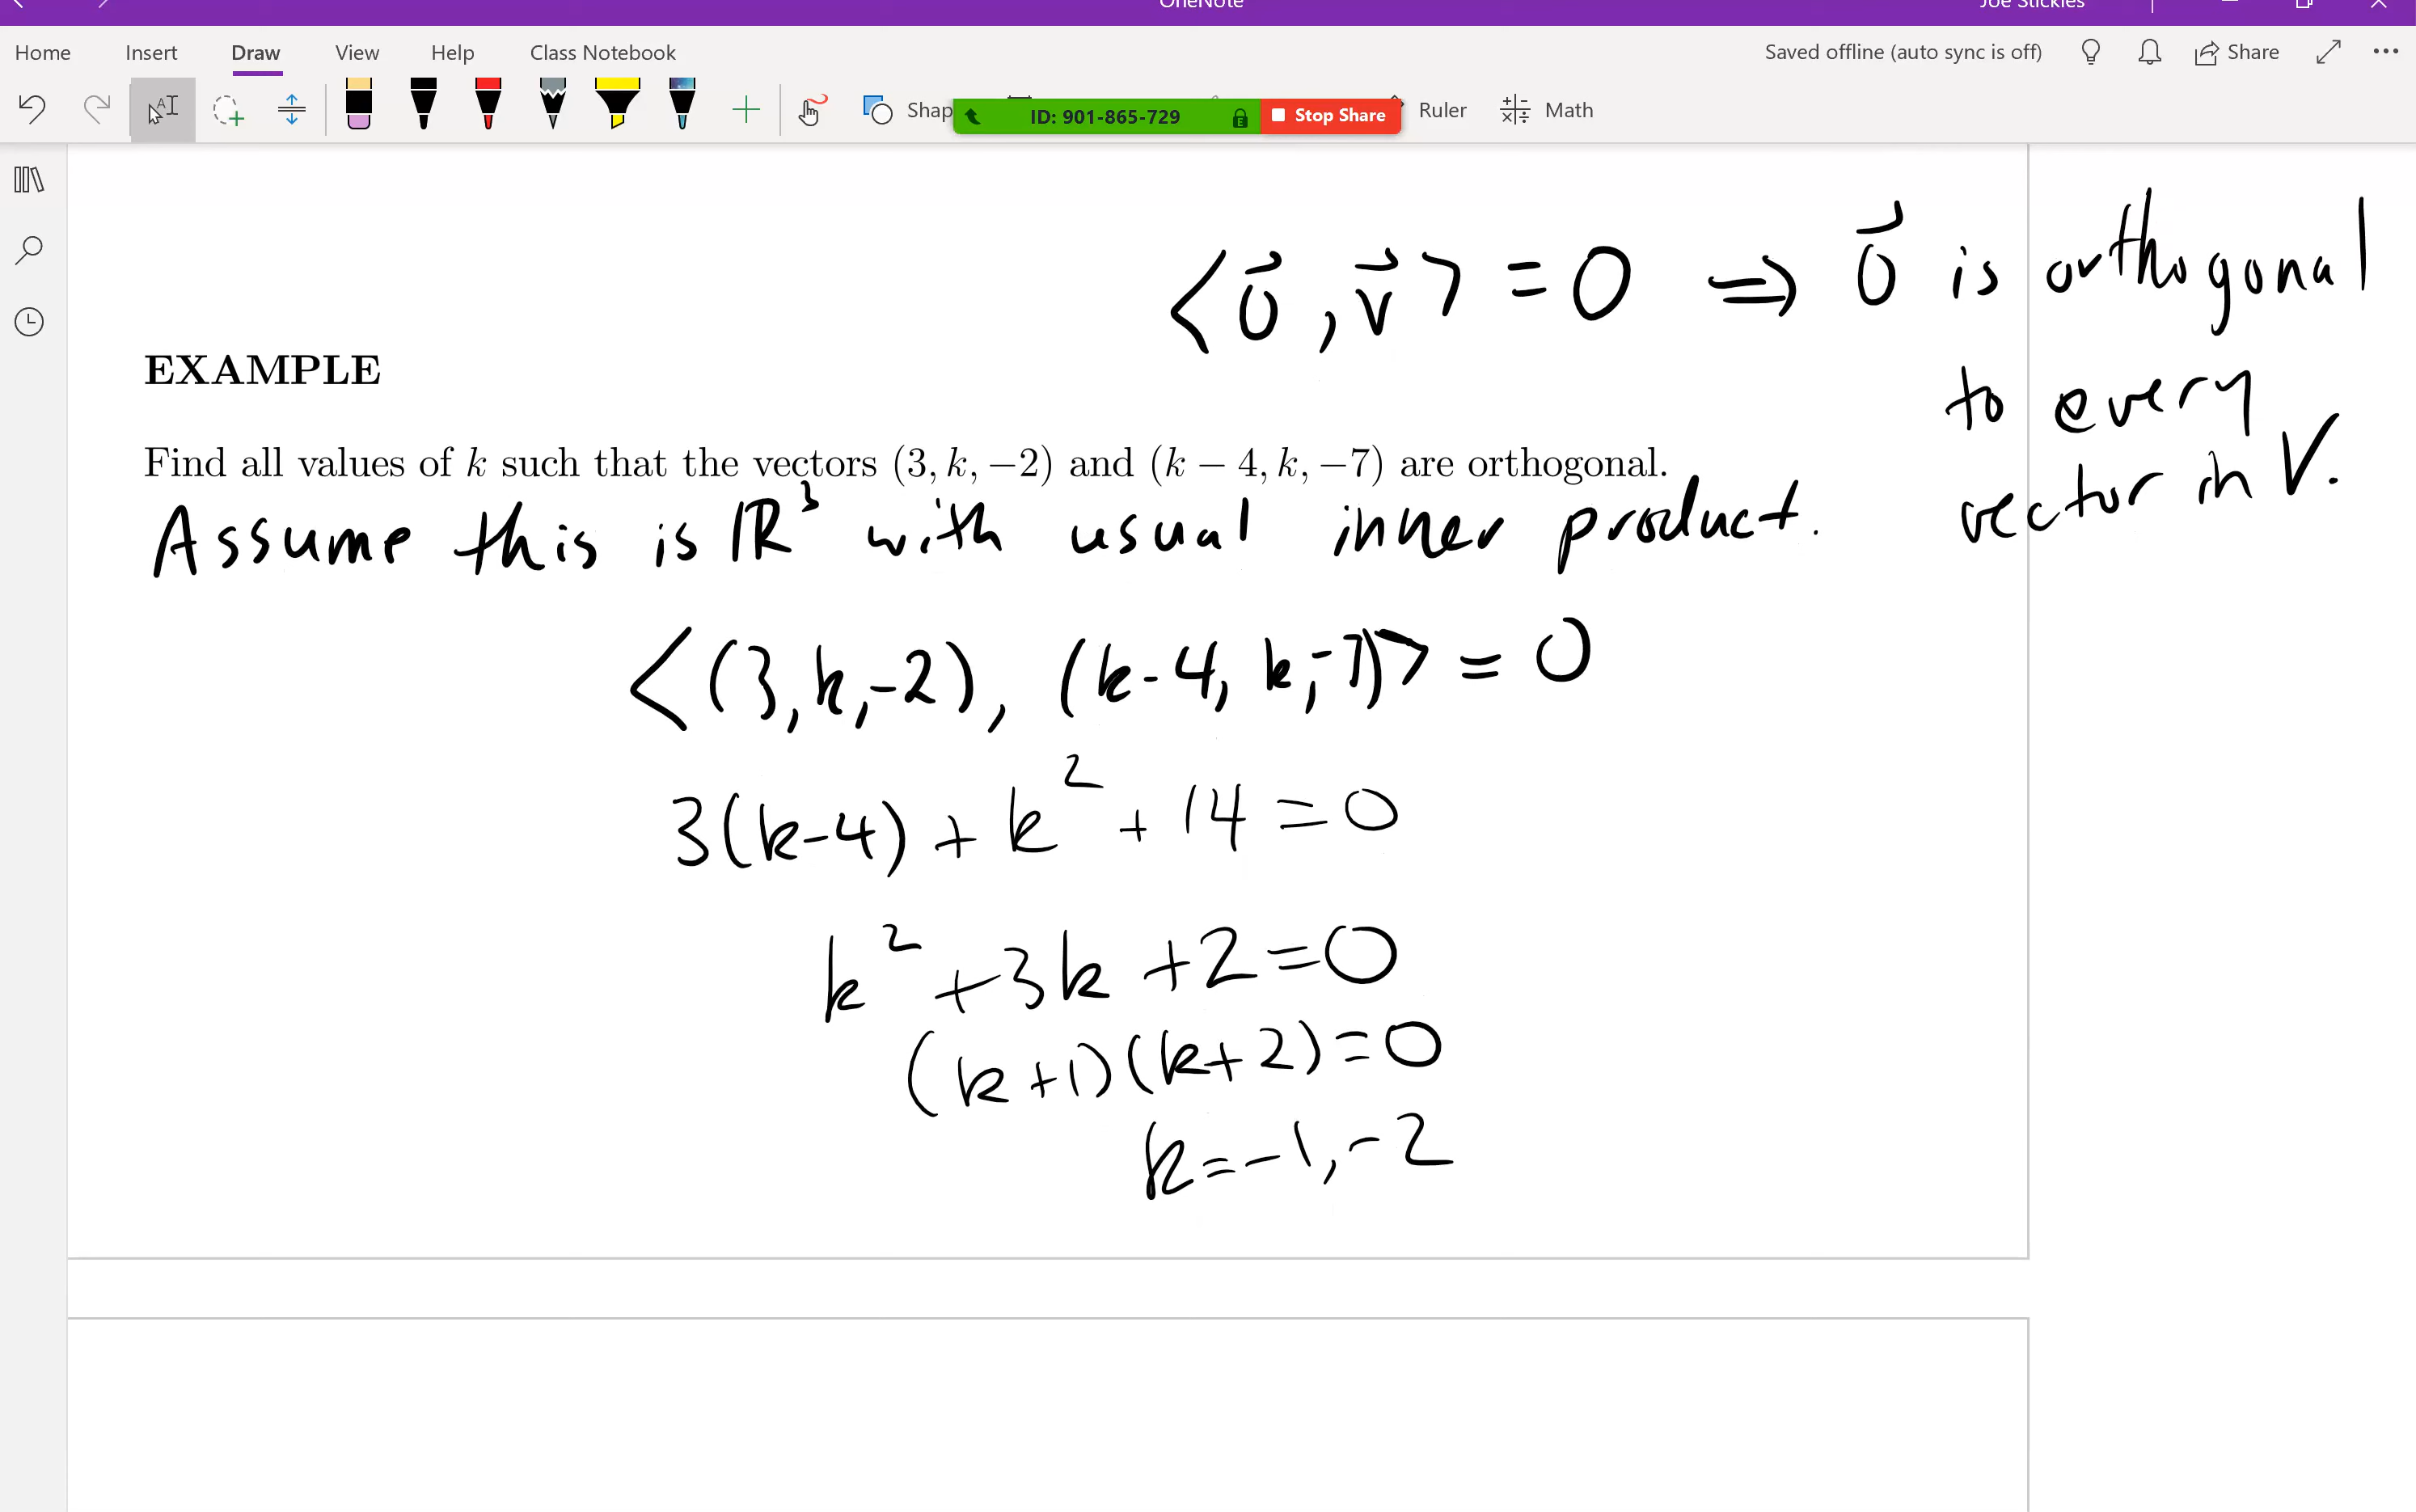 OneNote
Joe Stickles
Home Insert Draw View Help Class Notebook
Saved offline (auto sync is off) Share
Shap
ID: 901-865-729 Stop Share
Ruler Math
<0⃗, v⃗> = 0 ⇒ 0⃗ is orthogonal
to every
vector in V.
EXAMPLE
Find all values of k such that the vectors (3, k, −2) and (k − 4, k, −7) are orthogonal.
Assume this is ℝ³ with usual inner product.
<(3, k, -2), (k-4, k, -7)> = 0
3(k-4) + k² + 14 = 0
k² + 3k + 2 = 0
(k+1)(k+2) = 0
k = -1, -2